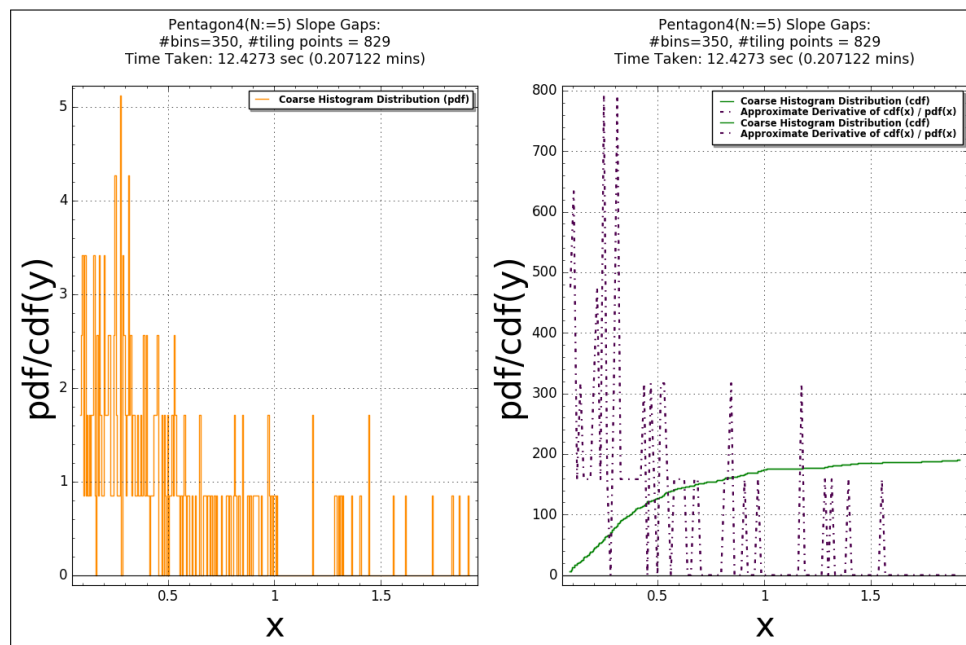 Pentagon4(N:=5) Slope Gaps:
#bins=350, #tiling points = 829
Time Taken: 12.4273 sec (0.207122 mins)
Coarse Histogram Distribution (pdf)
pdf/cdf(y)
5
4
3
2
1
0
0.5
1
1.5
x
Pentagon4(N:=5) Slope Gaps:
#bins=350, #tiling points = 829
Time Taken: 12.4273 sec (0.207122 mins)
Coarse Histogram Distribution (cdf)
Approximate Derivative of cdf(x) / pdf(x)
Coarse Histogram Distribution (cdf)
Approximate Derivative of cdf(x) / pdf(x)
pdf/cdf(y)
800
700
600
500
400
300
200
100
0
0.5
1
1.5
x